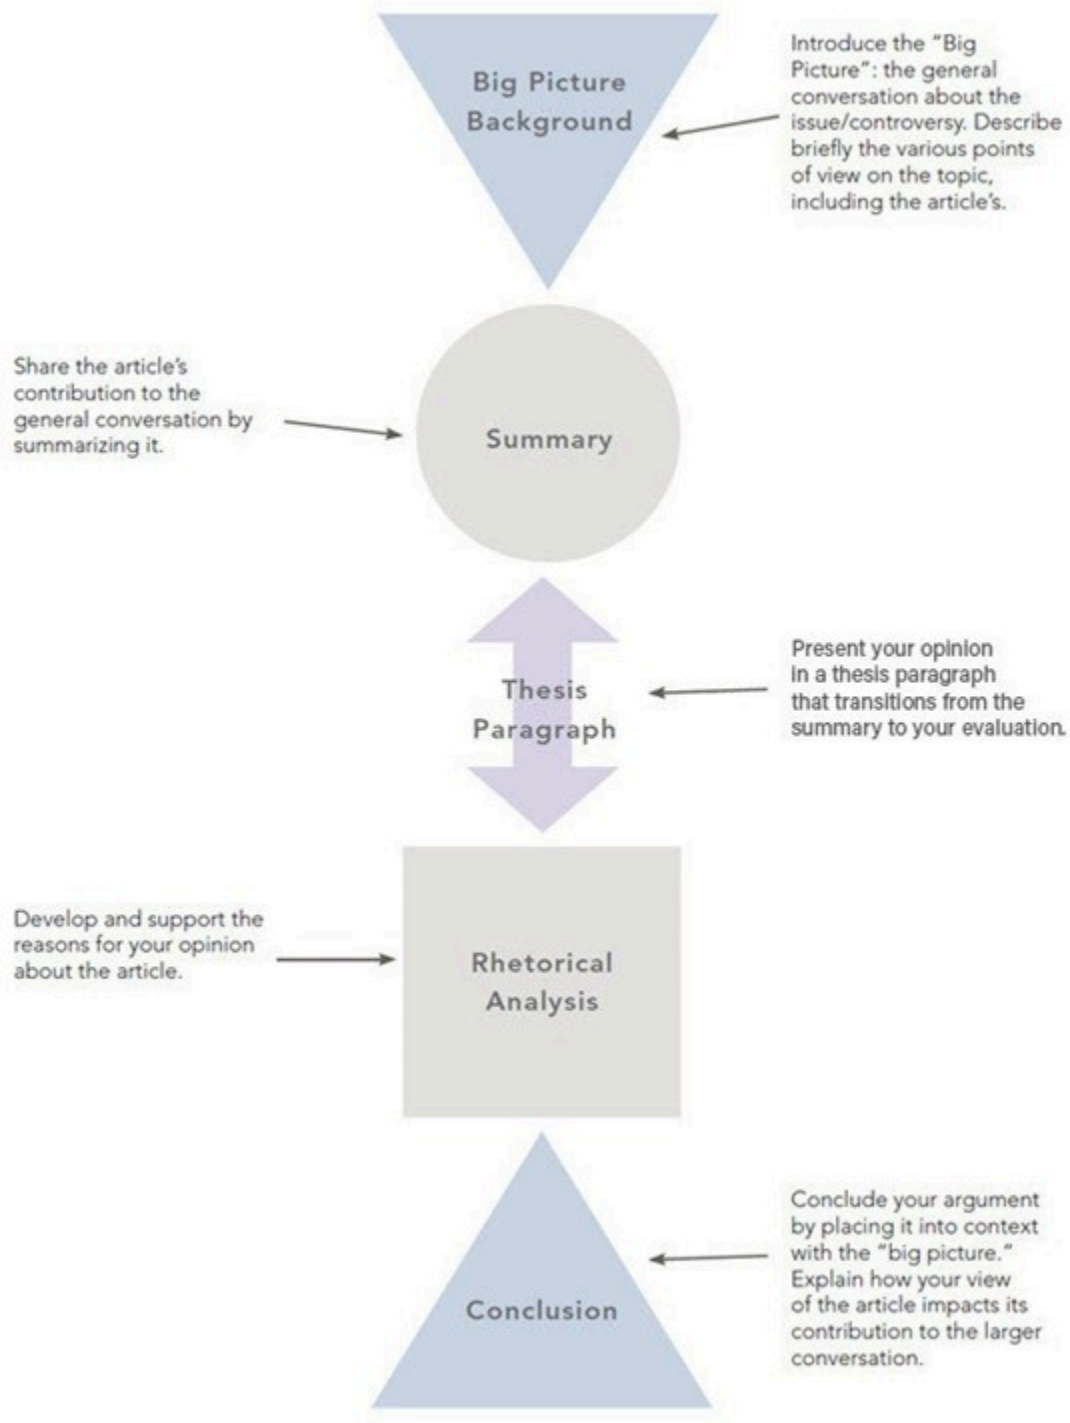 Big Picture
Background
Introduce the “Big
Picture”: the general
conversation about the
issue/controversy. Describe
briefly the various points
of view on the topic,
including the article’s.
Share the article’s
contribution to the
general conversation by
summarizing it.
Summary
Thesis
Paragraph
Present your opinion
in a thesis paragraph
that transitions from the
summary to your evaluation.
Develop and support the
reasons for your opinion
about the article.
Rhetorical
Analysis
Conclusion
Conclude your argument
by placing it into context
with the “big picture.”
Explain how your view
of the article impacts its
contribution to the larger
conversation.